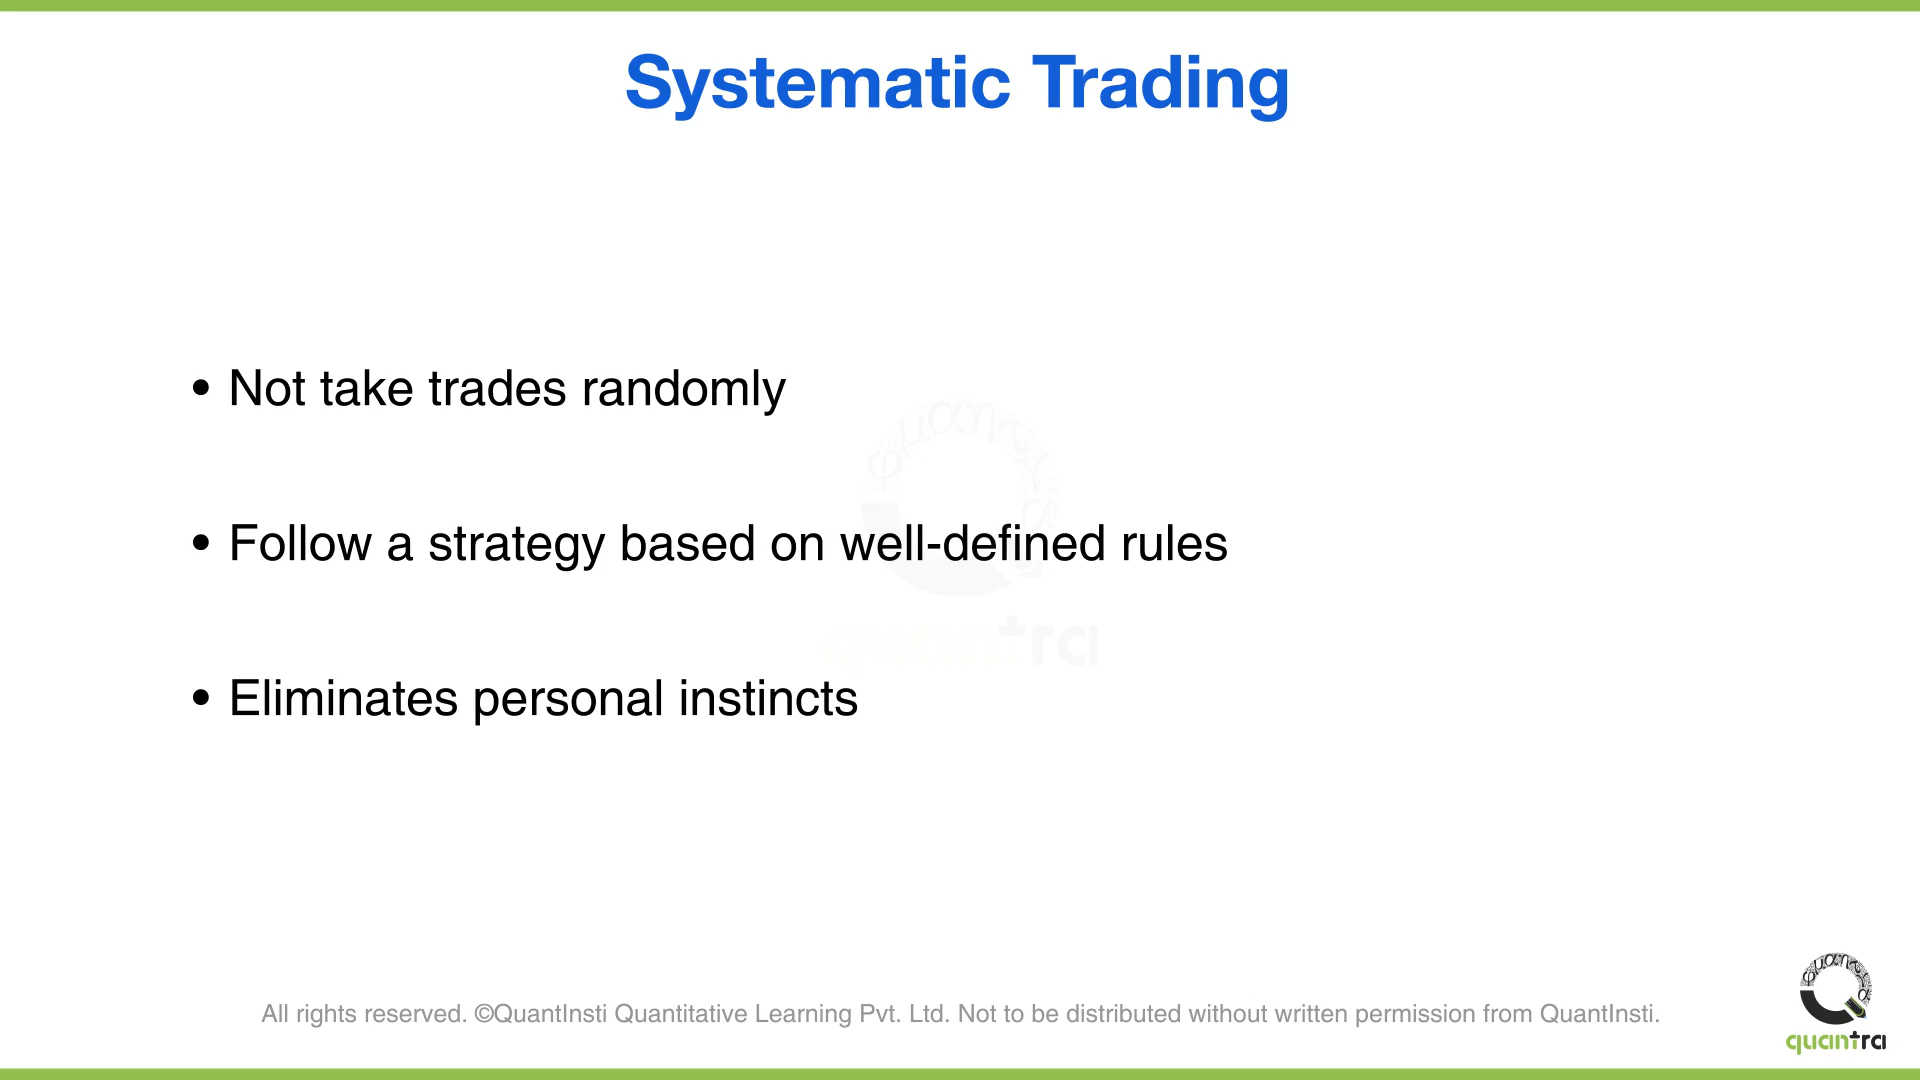 Systematic Trading
• Not take trades randomly
• Follow a strategy based on well-defined rules
• Eliminates personal instincts
quantra
All rights reserved. ©QuantInsti Quantitative Learning Pvt. Ltd. Not to be distributed without written permission from QuantInsti.
quantra